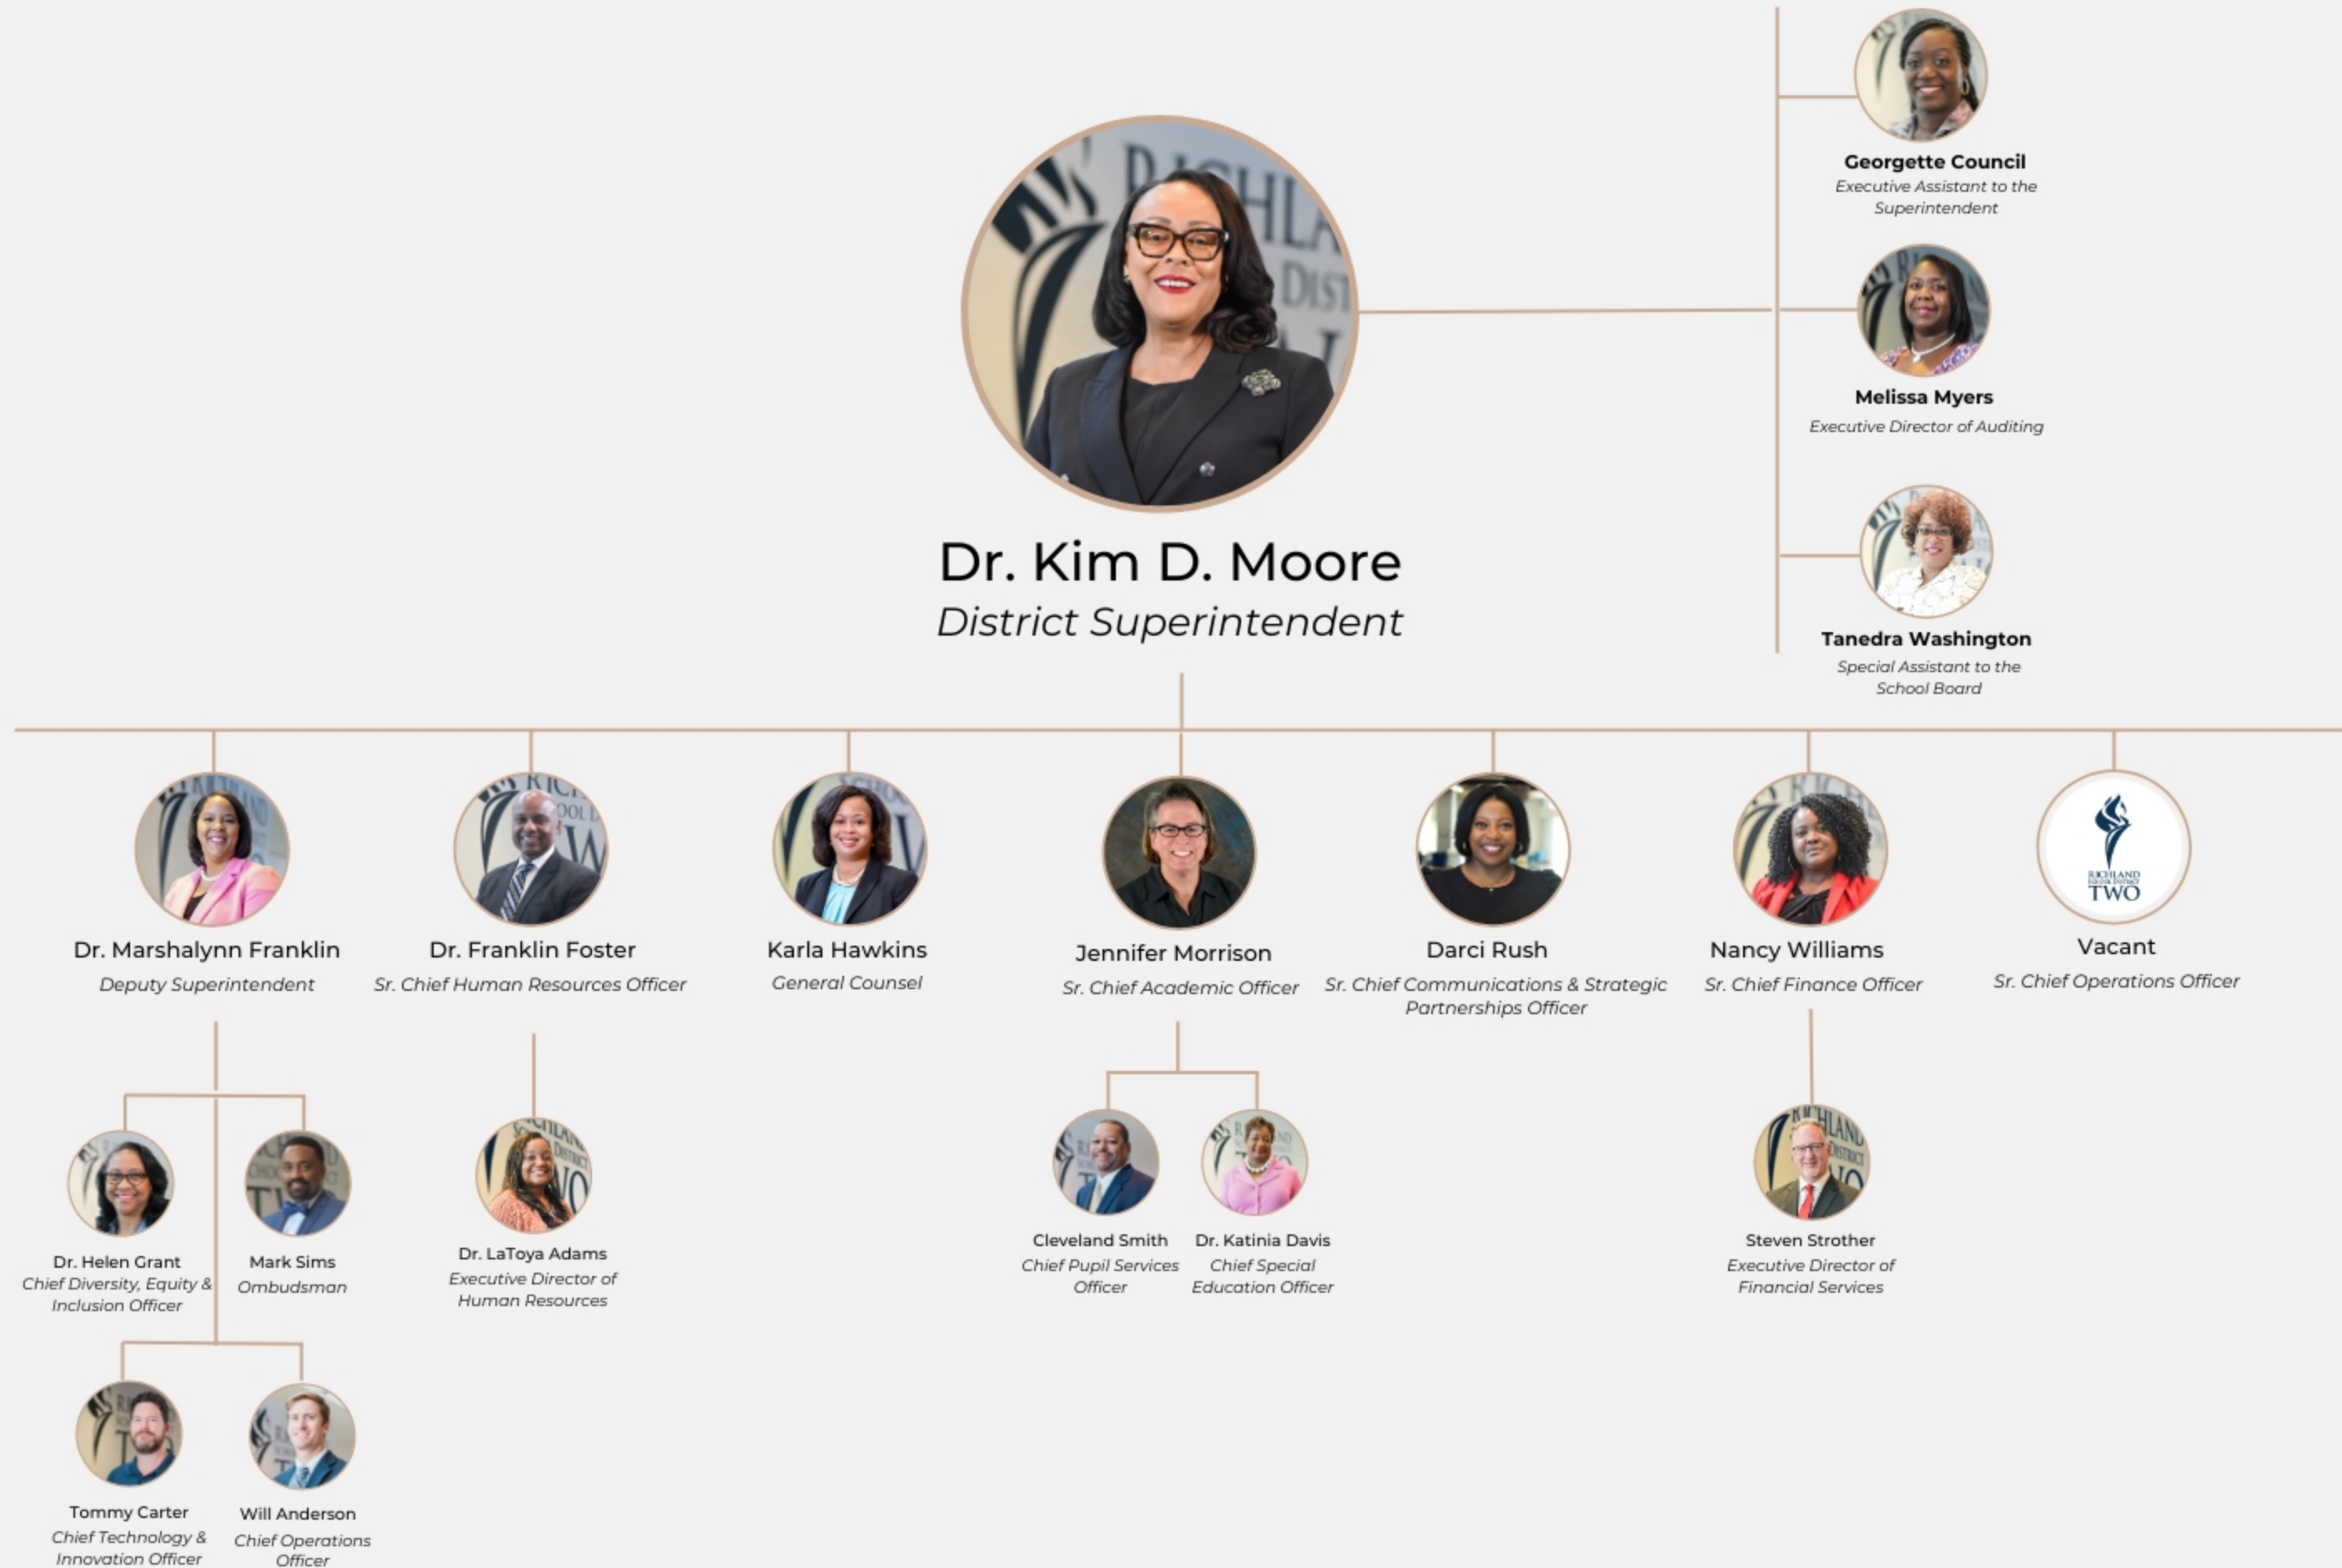 Georgette Council
Executive Assistant to the
Superintendent
Melissa Myers
Executive Director of Auditing
Tanedra Washington
Special Assistant to the
School Board
Dr. Kim D. Moore
District Superintendent
Dr. Marshalynn Franklin
Deputy Superintendent
Dr. Franklin Foster
Sr. Chief Human Resources Officer
Karla Hawkins
General Counsel
Jennifer Morrison
Sr. Chief Academic Officer
Darci Rush
Sr. Chief Communications & Strategic
Partnerships Officer
Nancy Williams
Sr. Chief Finance Officer
RICHLAND
TWO
Vacant
Sr. Chief Operations Officer
Dr. Helen Grant
Chief Diversity, Equity &
Inclusion Officer
Mark Sims
Ombudsman
Dr. LaToya Adams
Executive Director of
Human Resources
Cleveland Smith
Chief Pupil Services
Officer
Dr. Katinia Davis
Chief Special
Education Officer
Steven Strother
Executive Director of
Financial Services
Tommy Carter
Chief Technology &
Innovation Officer
Will Anderson
Chief Operations
Officer